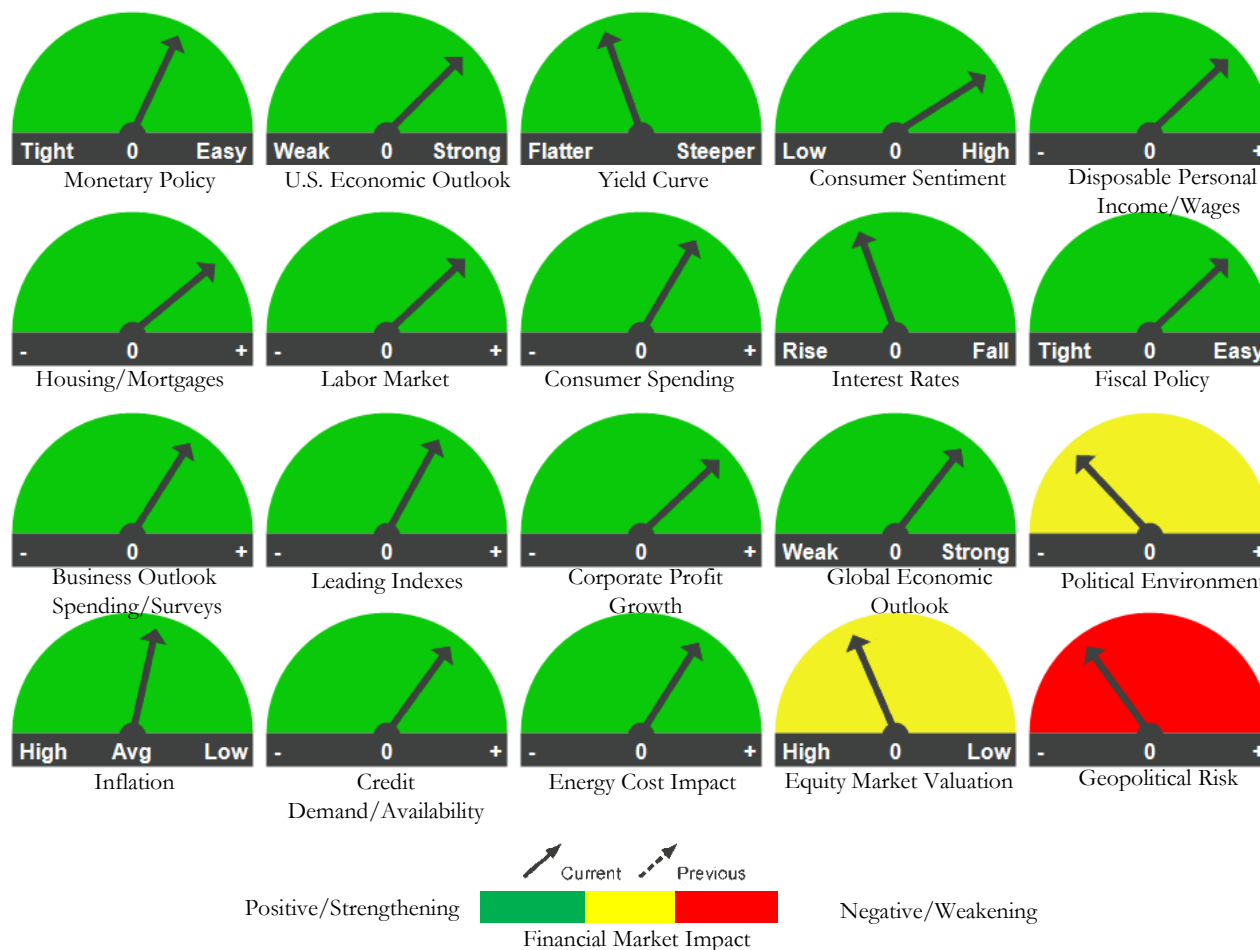 Tight 0 Easy
Weak 0 Strong
Flatter Steeper
Low 0 High
- 0 +
Monetary Policy
U.S. Economic Outlook
Yield Curve
Consumer Sentiment
Disposable Personal
Income/Wages
- 0 +
- 0 +
- 0 +
Rise 0 Fall
Tight 0 Easy
Housing/Mortgages
Labor Market
Consumer Spending
Interest Rates
Fiscal Policy
- 0 +
- 0 +
- 0 +
Weak 0 Strong
- 0 +
Business Outlook
Spending/Surveys
Leading Indexes
Corporate Profit
Growth
Global Economic
Outlook
Political Environment
High Avg Low
- 0 +
- 0 +
High 0 Low
- 0 +
Inflation
Credit
Demand/Availability
Energy Cost Impact
Equity Market Valuation
Geopolitical Risk
Current Previous
Positive/Strengthening
Negative/Weakening
Financial Market Impact